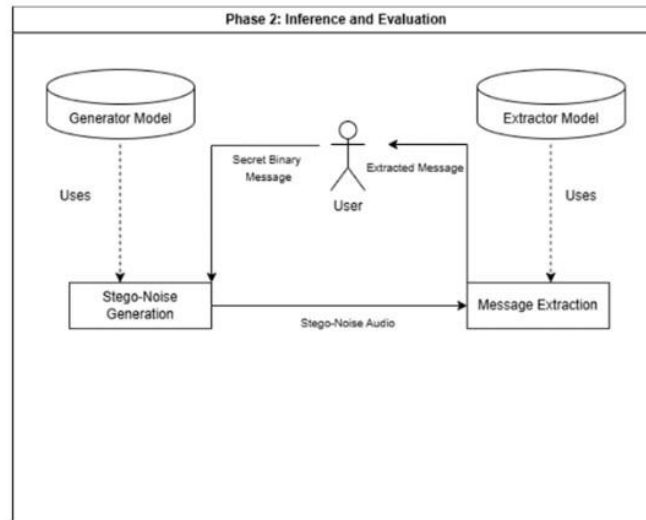 Phase 2: Inference and Evaluation
Generator Model
Extractor Model
Secret Binary
Message
Extracted Message
Uses
User
Uses
Stego-Noise
Generation
Stego-Noise Audio
Message Extraction